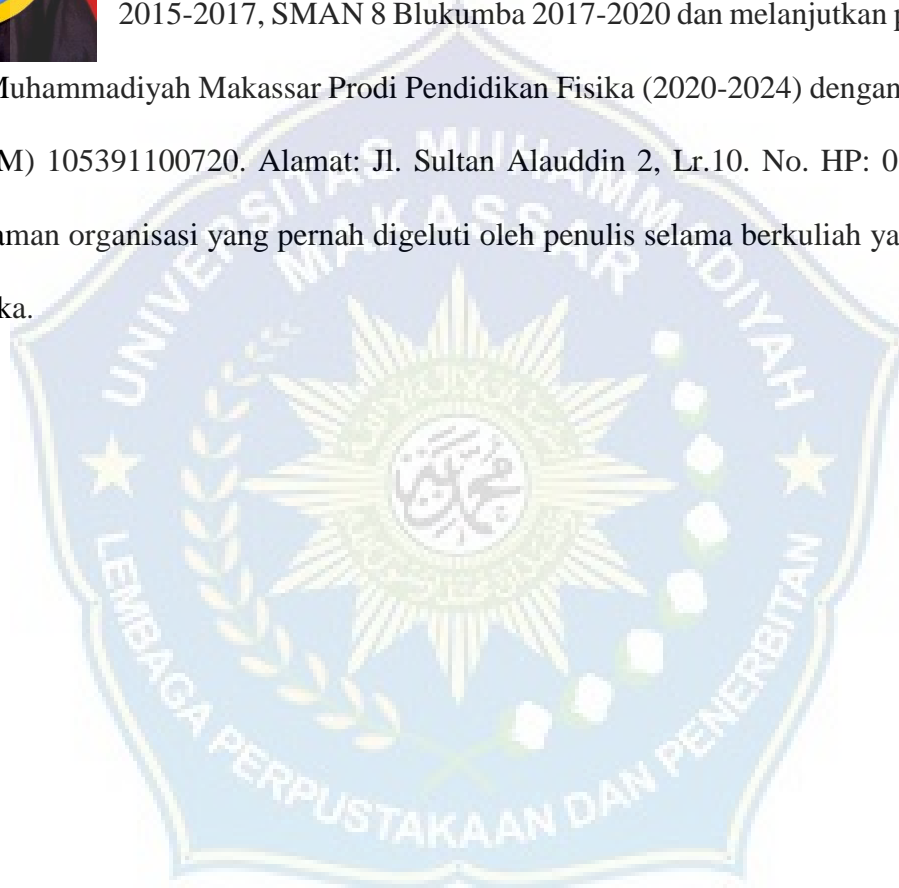 2015-2017, SMAN 8 Blukumba 2017-2020 dan melanjutkan p
Muhammadiyah Makassar Prodi Pendidikan Fisika (2020-2024) dengan
M) 105391100720. Alamat: Jl. Sultan Alauddin 2, Lr.10. No. HP: 0
aman organisasi yang pernah digeluti oleh penulis selama berkuliah ya
ka.
UNIVERSITAS MUHAMMADIYAH
MAKASSAR
محمد
LEMBAGA PERPUSTAKAAN DAN PENERBITAN